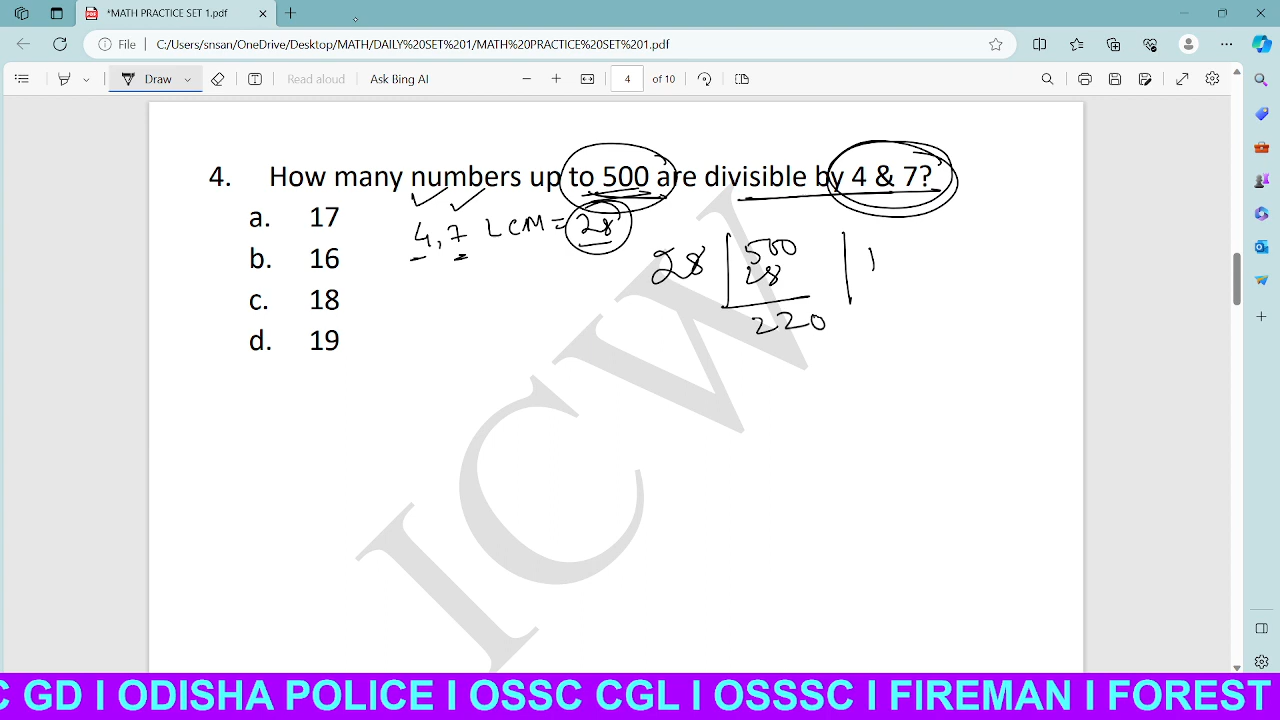 *MATH PRACTICE SET 1.pdf
File C:/Users/snsan/OneDrive/Desktop/MATH/DAILY%20SET%201/MATH%20PRACTICE%20SET%201.pdf
Draw Read aloud Ask Bing AI 4 of 10
4. How many numbers up to 500 are divisible by 4 & 7?
a. 17
4, 7 LCM = 28
b. 16
28 500 1
28
c. 18
220
d. 19
ICW
C GD I ODISHA POLICE I OSSC CGL I OSSSC I FIREMAN I FOREST